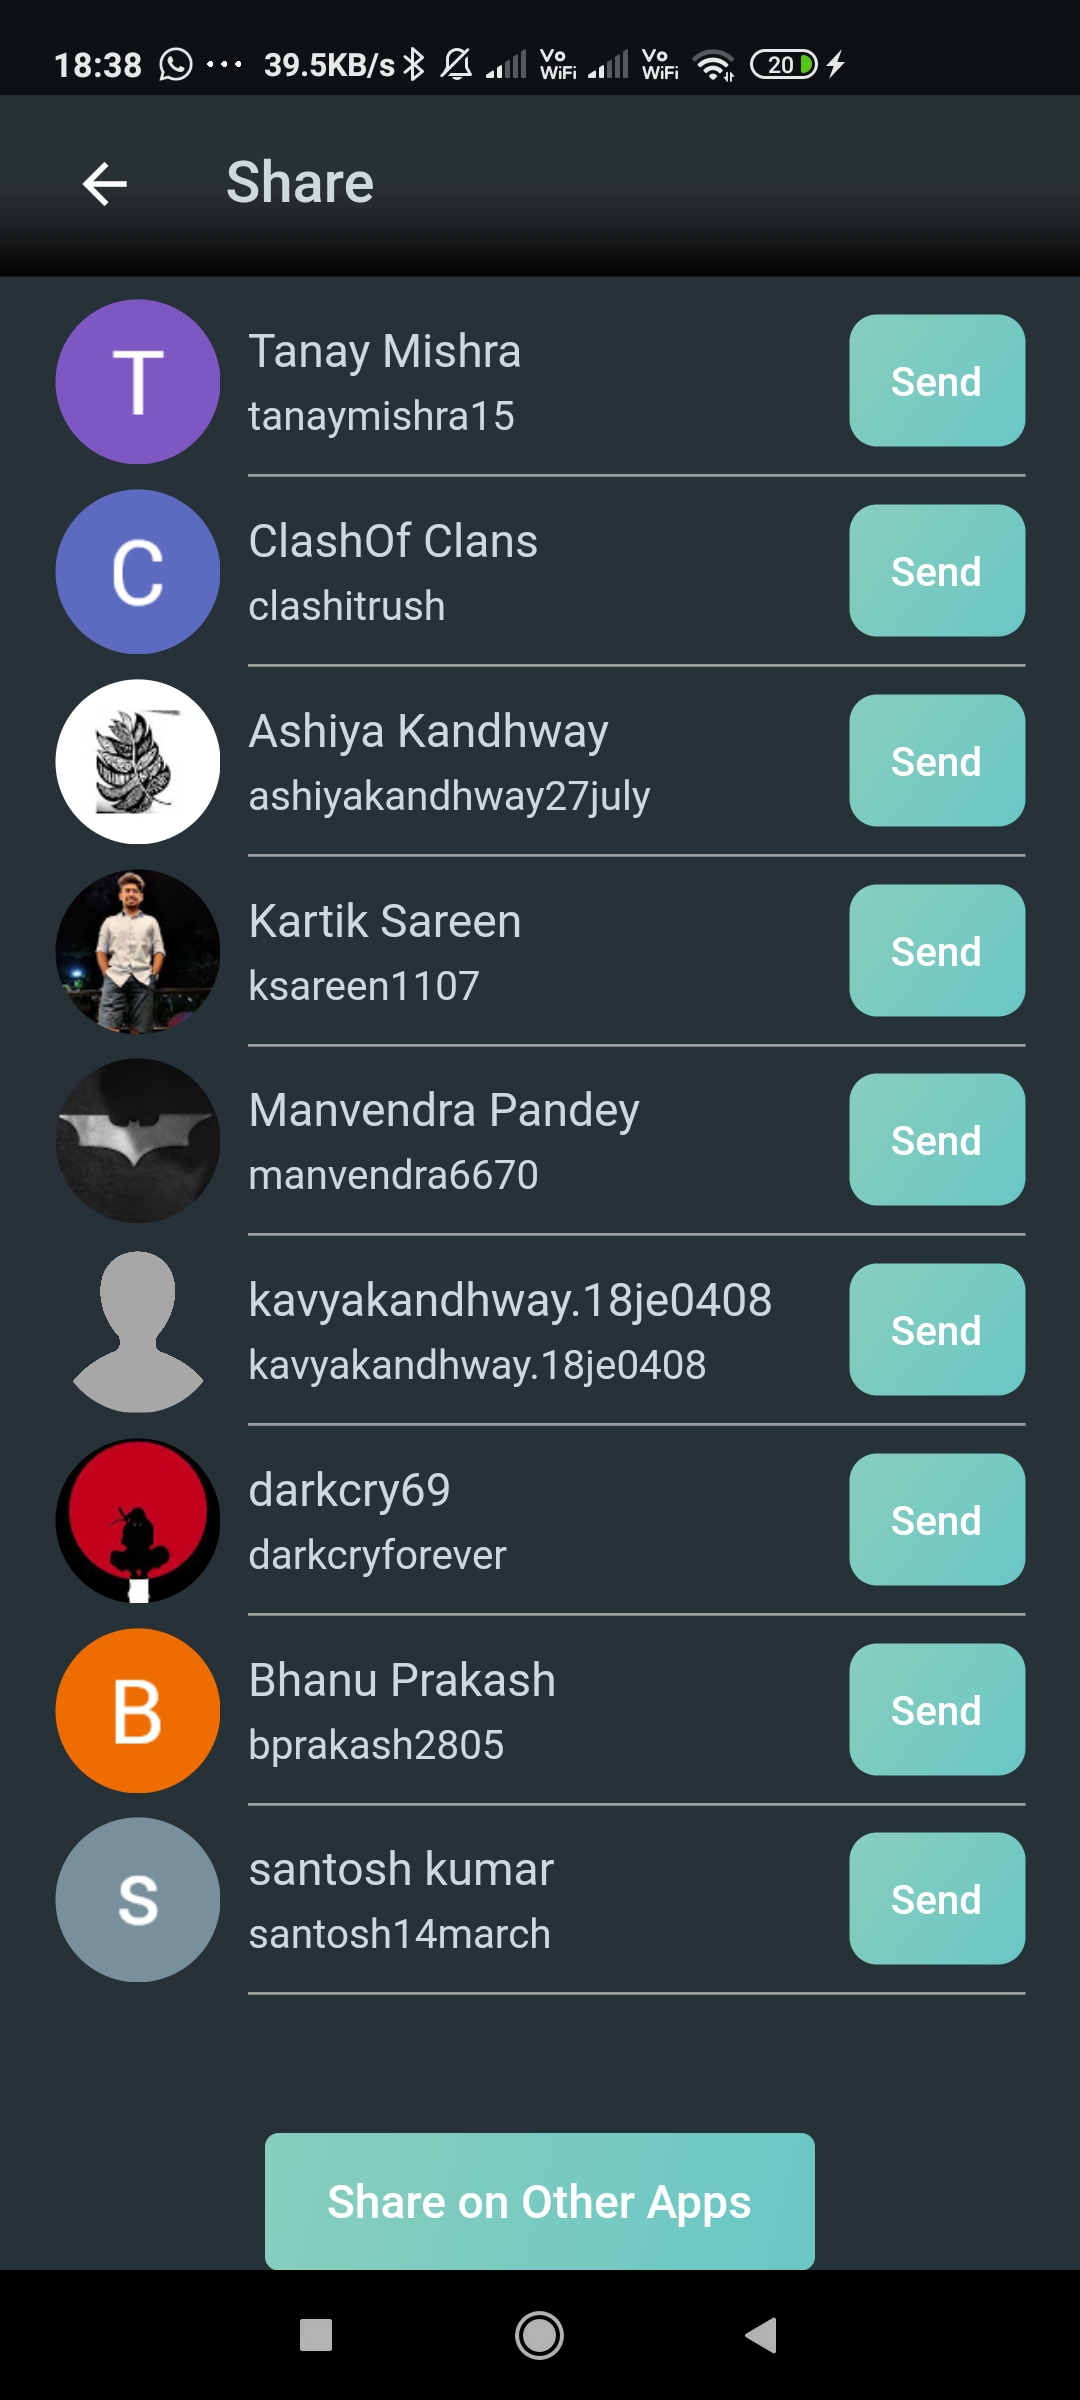 18:38 ... 39.5KB/s Vo WiFi Vo WiFi 20
Share
T
Tanay Mishra
tanaymishra15
Send
C
ClashOf Clans
clashitrush
Send
Ashiya Kandhway
ashiyakandhway27july
Send
Kartik Sareen
ksareen1107
Send
Manvendra Pandey
manvendra6670
Send
kavyakandhway.18je0408
kavyakandhway.18je0408
Send
darkcry69
darkcryforever
Send
B
Bhanu Prakash
bprakash2805
Send
s
santosh kumar
santosh14march
Send
Share on Other Apps